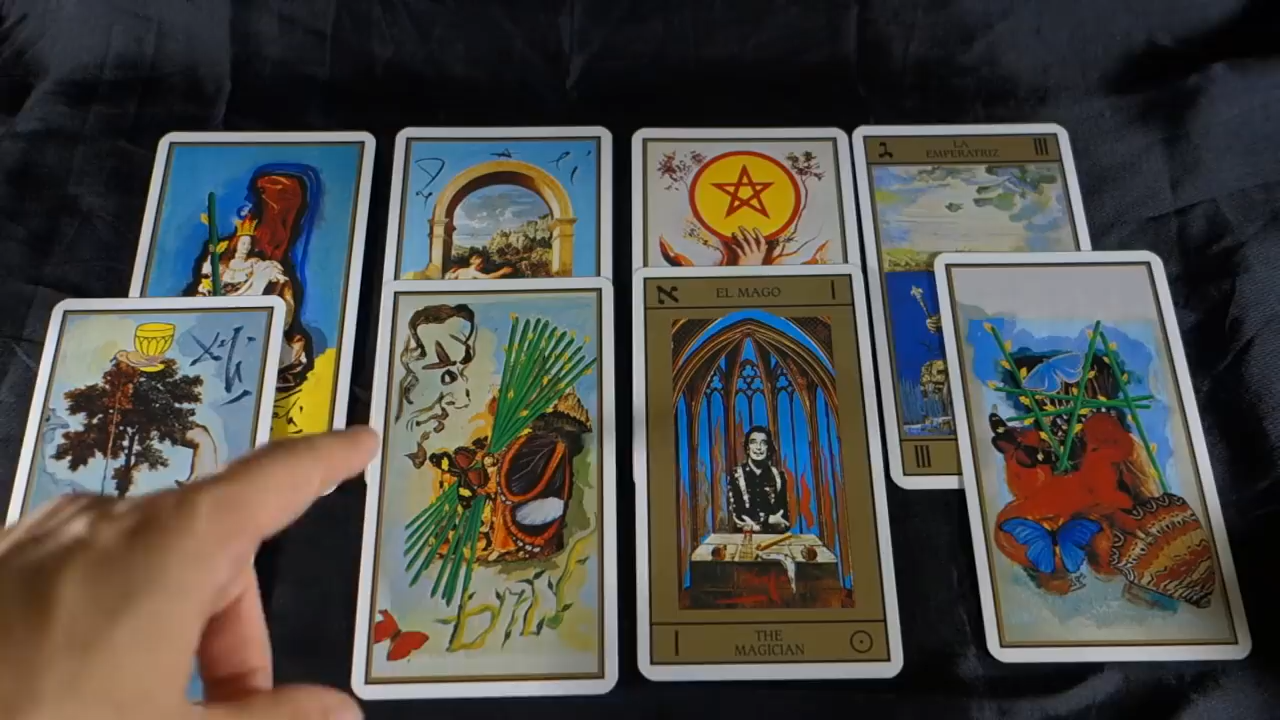 ג
LA
EMPERATRIZ
III
III
א
EL MAGO
I
I
THE
MAGICIAN